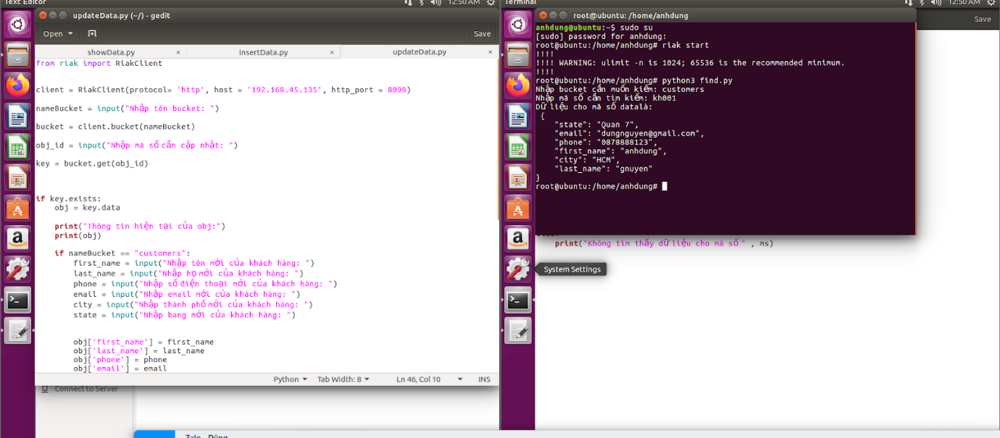 Text Editor
12:50 AM
updateData.py (~/) - gedit
Open
Save
showData.py
insertData.py
updateData.py
from riak import RiakClient
client = RiakClient(protocol= 'http', host = '192.168.45.135', http_port = 8098)
nameBucket = input("Nhập tên bucket: ")
bucket = client.bucket(nameBucket)
obj_id = input("Nhập mã số cần cập nhật: ")
key = bucket.get(obj_id)
if key.exists:
obj = key.data
print("Thông tin hiện tại của obj:")
print(obj)
if nameBucket == "customers":
first_name = input("Nhập tên mới của khách hàng: ")
last_name = input("Nhập họ mới của khách hàng: ")
phone = input("Nhập số điện thoại mới của khách hàng: ")
email = input("Nhập email mới của khách hàng: ")
city = input("Nhập thành phố mới của khách hàng: ")
state = input("Nhập bang mới của khách hàng: ")
obj['first_name'] = first_name
obj['last_name'] = last_name
obj['phone'] = phone
obj['email'] = email
Python
Tab Width: 8
Ln 46, Col 10
INS
Connect to Server
Zalo - Dũng
Terminal
12:50 AM
Save
root@ubuntu: /home/anhdung
anhdung@ubuntu:~$ sudo su
[sudo] password for anhdung:
root@ubuntu:/home/anhdung# riak start
!!!!
!!!! WARNING: ulimit -n is 1024; 65536 is the recommended minimum.
!!!!
root@ubuntu:/home/anhdung# python3 find.py
Nhập bucket cần muốn kiếm: customers
Nhập mã số cần tìm kiếm: kh001
Dữ liệu cho mã số datalà:
{
"state": "Quan 7",
"email": "dungnguyen@gmail.com",
"phone": "0878888123",
"first_name": "anhdung",
"city": "HCM",
"last_name": "gnuyen"
}
root@ubuntu:/home/anhdung#
print("Không tìm thấy dữ liệu cho mã số " , ms)
System Settings